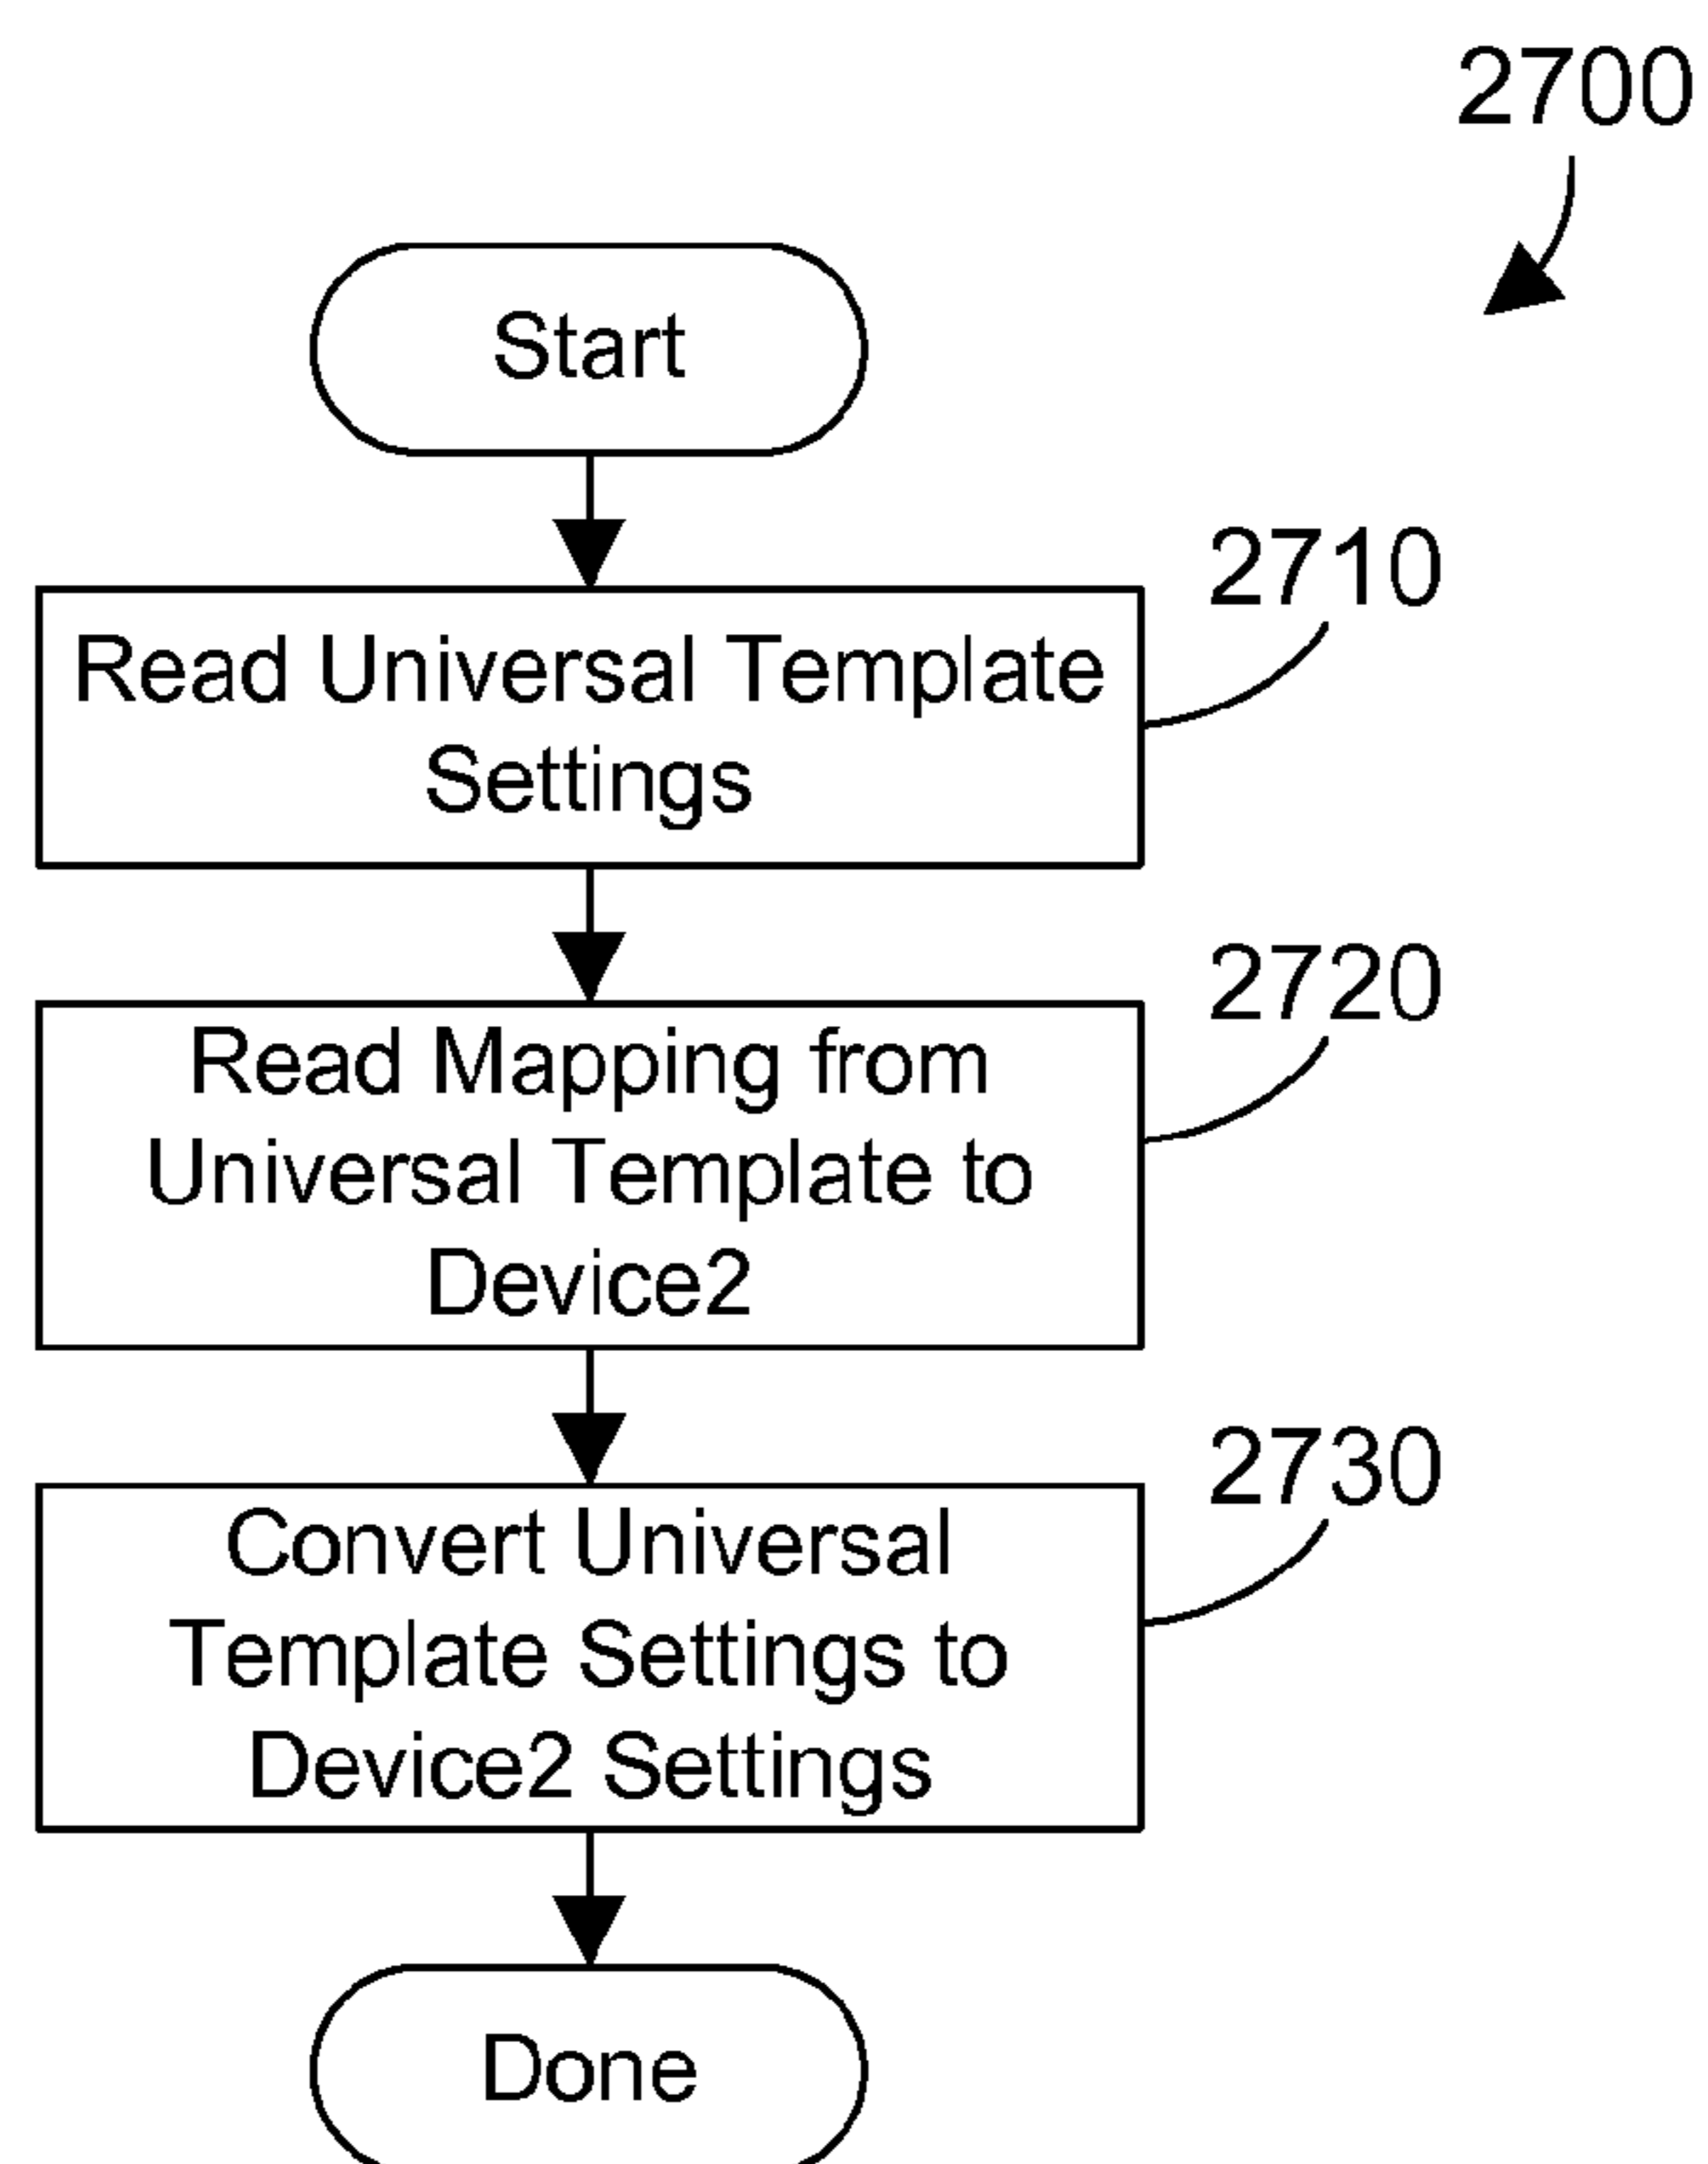 2700
Start
2710
Read Universal Template
Settings
2720
Read Mapping from
Universal Template to
Device2
2730
Convert Universal
Template Settings to
Device2 Settings
Done